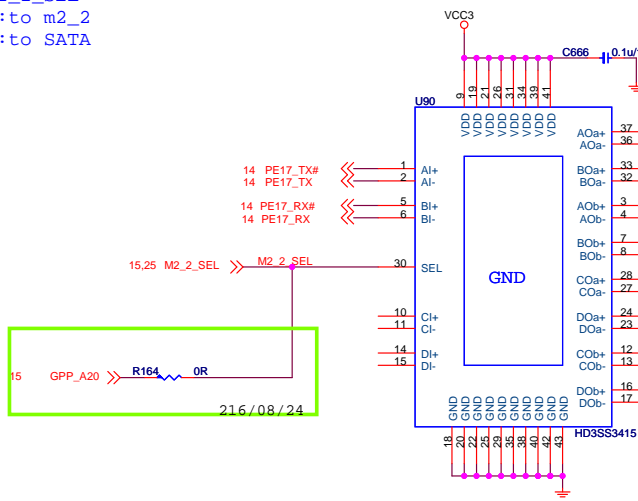 :to m2_2
:to SATA
VCC3
C666
0.1u/
U90
9 19 21 26 31 34 39 41
VDD VDD VDD VDD VDD VDD VDD VDD
14 PE17_TX# 1 AI+
14 PE17_TX 2 AI-
14 PE17_RX# 5 BI+
14 PE17_RX 6 BI-
15,25 M2_2_SEL M2_2_SEL 30 SEL
10 CI+
11 CI-
14 DI+
15 DI-
GND
AOa+ 37
AOa- 36
BOa+ 33
BOa- 32
AOb+ 3
AOb- 4
BOb+ 7
BOb- 8
COa+ 28
COa- 27
DOa+ 24
DOa- 23
COb+ 12
COb- 13
DOb+ 16
DOb- 17
15 GPP_A20 R164 0R
216/08/24
GND GND GND GND GND GND GND GND GND GND
18 20 22 25 29 35 38 40 42 43
HD3SS3415